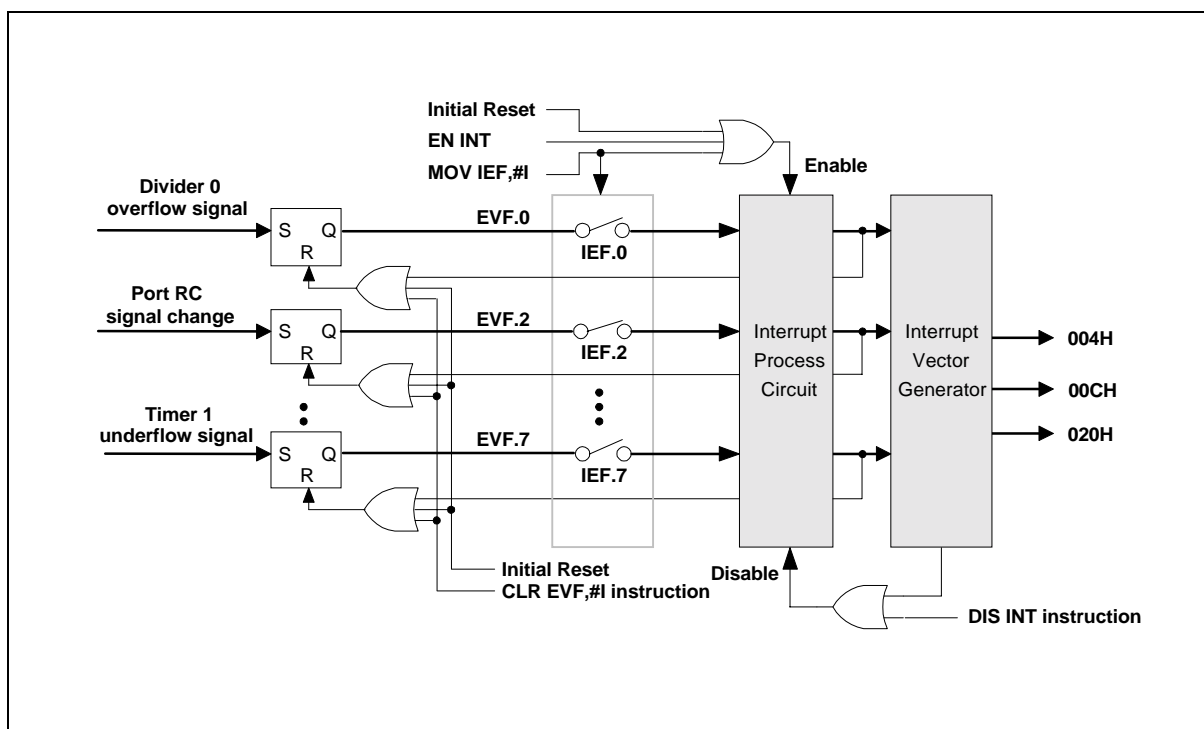 Initial Reset
EN INT
MOV IEF,#I
Enable
Divider 0
overflow signal
S Q
R
EVF.0
IEF.0
Port RC
signal change
S Q
R
EVF.2
IEF.2
Interrupt
Process
Circuit
Interrupt
Vector
Generator
004H
00CH
020H
Timer 1
underflow signal
S Q
R
EVF.7
IEF.7
Initial Reset
CLR EVF,#I instruction
Disable
DIS INT instruction